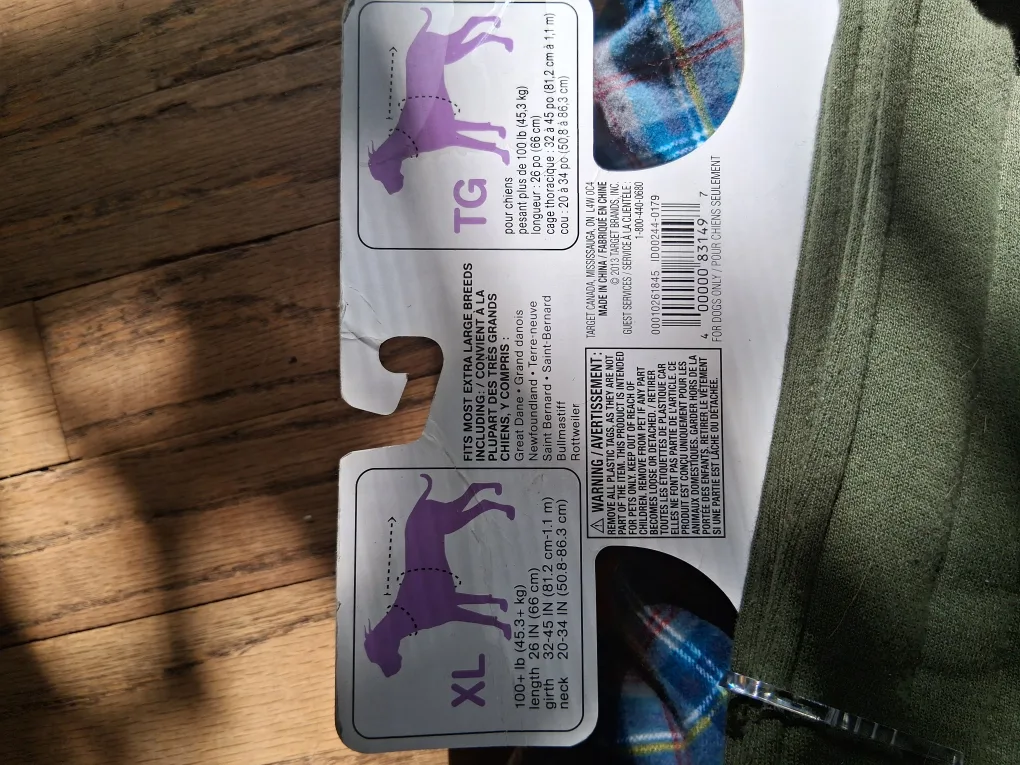 XL
100+ lb (45.3+ kg)
length 26 IN (66 cm)
girth 32-45 IN (81.2 cm-1.1 m)
neck 20-34 IN (50.8-86.3 cm)
FITS MOST EXTRA LARGE BREEDS
INCLUDING: / CONVIENT À LA
PLUPART DES TRÈS GRANDS
CHIENS, Y COMPRIS :
Great Dane • Grand danois
Newfoundland • Terre-neuve
Saint Bernard • Saint-Bernard
Bullmastiff
Rottweiler
TG
pour chiens
pesant plus de 100 lb (45,3 kg)
longueur : 26 po (66 cm)
cage thoracique : 32 à 45 po (81,2 cm à 1,1 m)
cou : 20 à 34 po (50,8 à 86,3 cm)
⚠ WARNING / AVERTISSEMENT :
REMOVE ALL PLASTIC TAGS, AS THEY ARE NOT
PART OF THE ITEM. THIS PRODUCT IS INTENDED
FOR PETS ONLY. KEEP OUT OF REACH OF
CHILDREN. REMOVE FROM PET IF ANY PART
BECOMES LOOSE OR DETACHED. / RETIRER
TOUTES LES ÉTIQUETTES DE PLASTIQUE CAR
ELLES NE FONT PAS PARTIE DE L'ARTICLE. CE
PRODUIT EST CONÇU UNIQUEMENT POUR LES
ANIMAUX DOMESTIQUES. GARDER HORS DE LA
PORTÉE DES ENFANTS. RETIRER LE VÊTEMENT
SI UNE PARTIE EST LÂCHE OU DÉTACHÉE.
TARGET CANADA, MISSISSAUGA, ON L4W 0C4
MADE IN CHINA / FABRIQUÉ EN CHINE
© 2013 TARGET BRANDS, INC.
GUEST SERVICES / SERVICE À LA CLIENTÈLE :
1-800-440-0680
00010261845 ID00244-0179
4 00000 83149 7
FOR DOGS ONLY / POUR CHIENS SEULEMENT